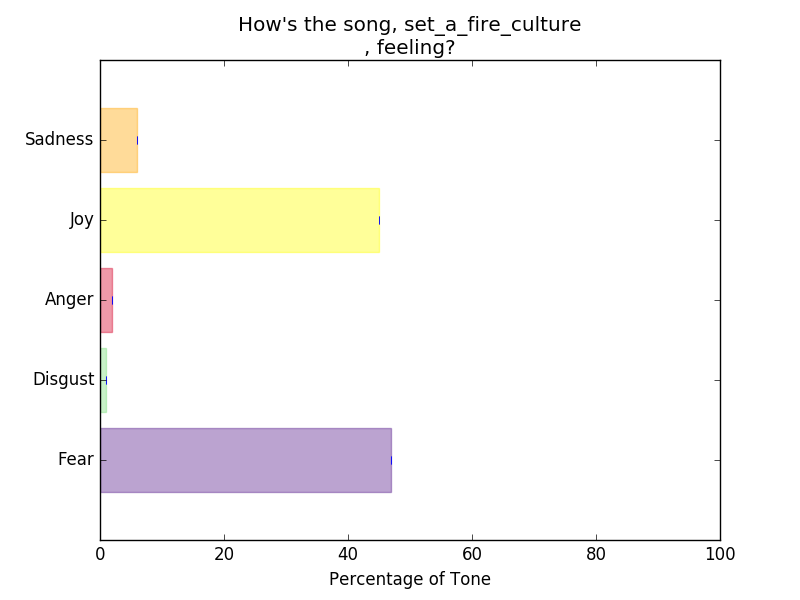 How's the song, set_a_fire_culture
, feeling?
Sadness
Joy
Anger
Disgust
Fear
0 20 40 60 80 100
Percentage of Tone